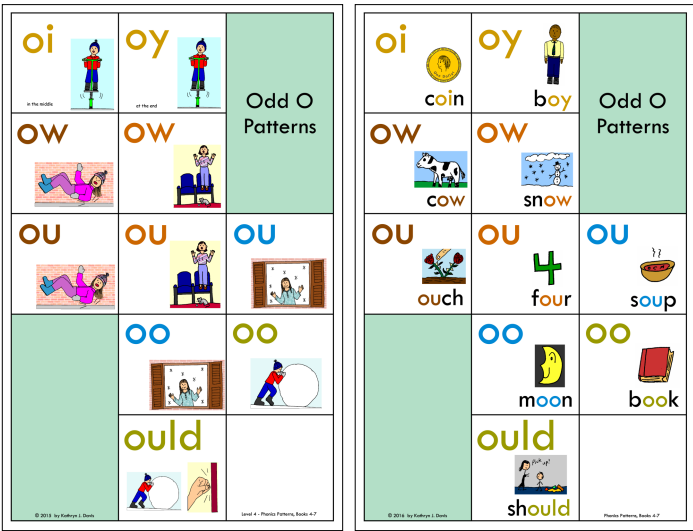 oi
in the middle
oy
at the end
Odd O
Patterns
ow
ow
ou
ou
ou
oo
oo
ould
© 2015 by Kathryn J. Davis
Level 4 - Phonics Patterns, Books 4-7
oi
coin
oy
boy
Odd O
Patterns
ow
cow
ow
snow
ou
ouch
ou
four
ou
soup
oo
moon
oo
book
ould
should
© 2016 by Kathryn J. Davis
Phonics Patterns, Books 4-7